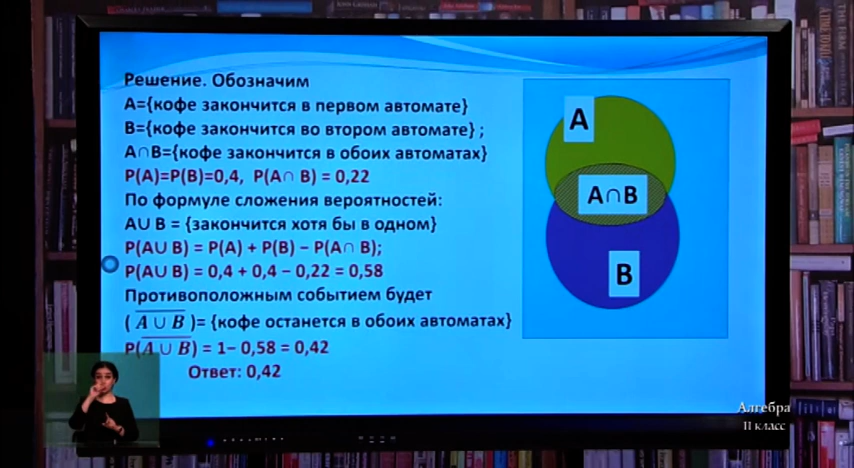 Решение. Обозначим
A={кофе закончится в первом автомате}
B={кофе закончится во втором автомате} ;
A∩B={кофе закончится в обоих автоматах}
P(A)=P(B)=0,4, P(A∩ B) = 0,22
По формуле сложения вероятностей:
A∪ B = {закончится хотя бы в одном}
P(A∪ B) = P(A) + P(B) − P(A∩ B);
P(A∪ B) = 0,4 + 0,4 − 0,22 = 0,58
Противоположным событием будет
( \overline{A ∪ B} )= {кофе останется в обоих автоматах}
P(\overline{A ∪ B}) = 1− 0,58 = 0,42
Ответ: 0,42
A
A∩B
B
Алгебра
11 класс